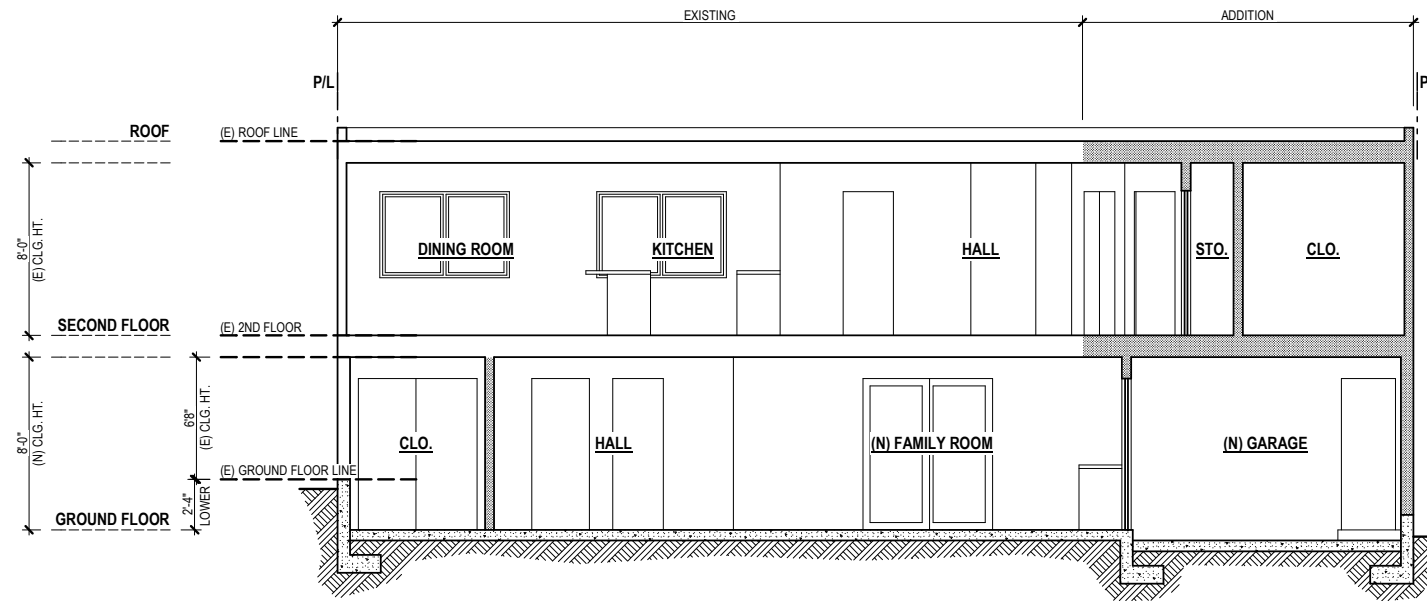 EXISTING
ADDITION
P/L
P
ROOF
(E) ROOF LINE
8'-0"
(E) CLG. HT.
DINING ROOM
KITCHEN
HALL
STO.
CLO.
SECOND FLOOR
(E) 2ND FLOOR
8'-0"
(N) CLG. HT.
6'8"
(E) CLG. HT.
CLO.
HALL
(N) FAMILY ROOM
(N) GARAGE
(E) GROUND FLOOR LINE
2'-4"
LOWER
GROUND FLOOR